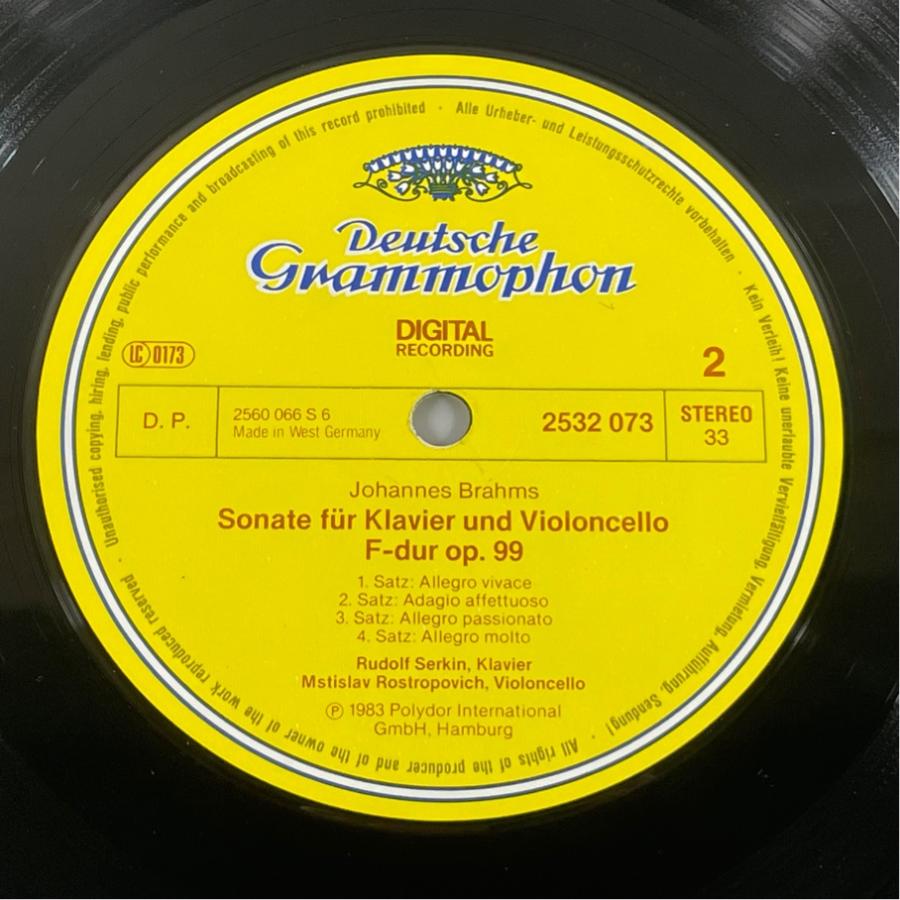 Unauthorised copying, hiring, lending, public performance and broadcasting of this record prohibited · Alle Urheber- und Leistungsschutzrechte vorbehalten · Kein Verleih! Keine unerlaubte Vervielfältigung, Vermietung, Aufführung, Sendung! · All rights of the producer and of the owner of the work reproduced reserved ·
Deutsche
Grammophon
DIGITAL
RECORDING
LC 0173
2
D. P.
2560 066 S 6
Made in West Germany
2532 073
STEREO
33
Johannes Brahms
Sonate für Klavier und Violoncello
F-dur op. 99
1. Satz: Allegro vivace
2. Satz: Adagio affettuoso
3. Satz: Allegro passionato
4. Satz: Allegro molto
Rudolf Serkin, Klavier
Mstislav Rostropovich, Violoncello
℗ 1983 Polydor International
GmbH, Hamburg